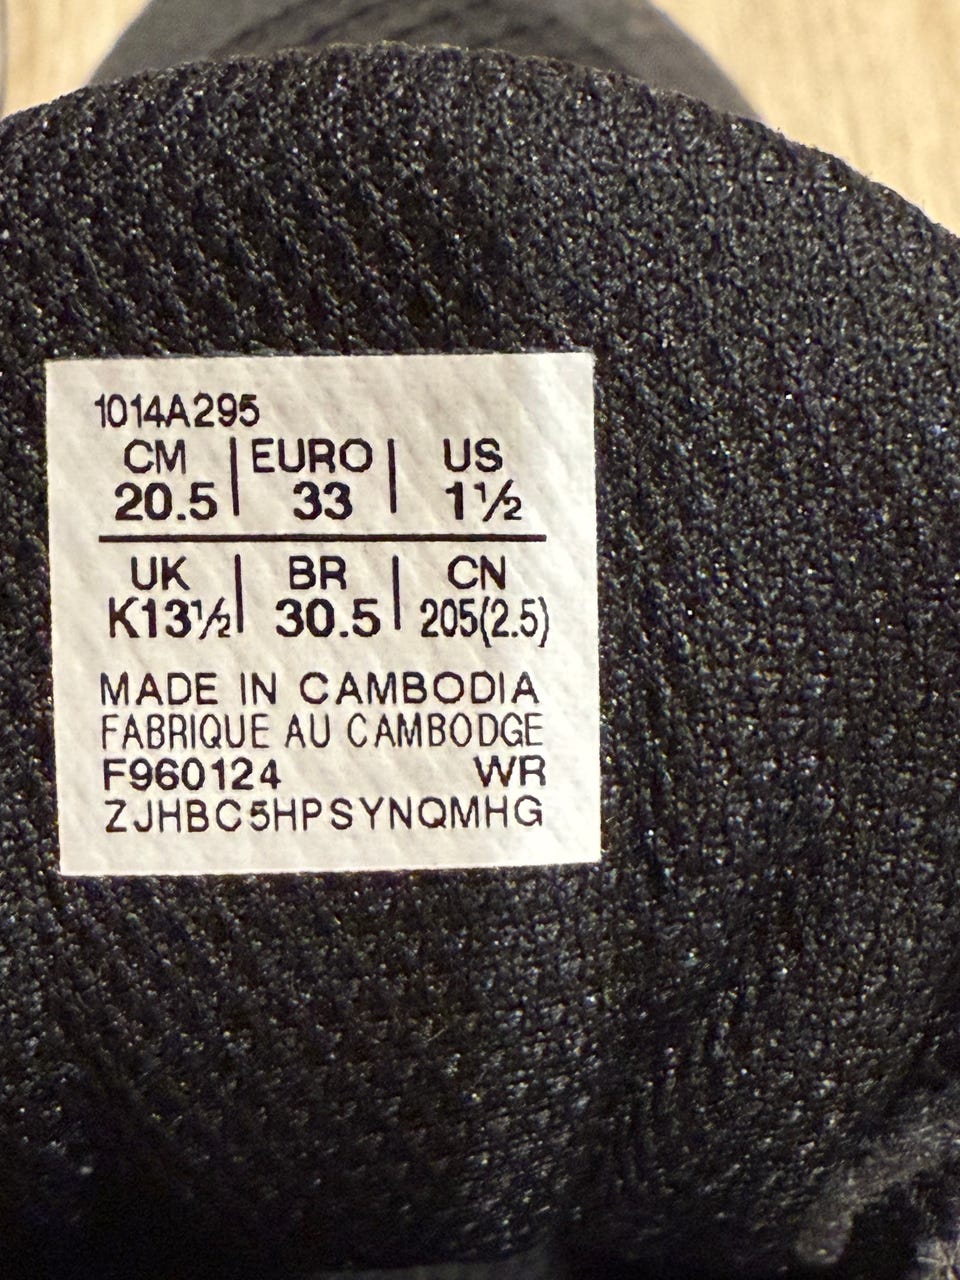 1014A295
CM | EURO | US
20.5 | 33 | 1½
UK | BR | CN
K13½ | 30.5 | 205(2.5)
MADE IN CAMBODIA
FABRIQUE AU CAMBODGE
F960124 WR
ZJHBC5HPSYNQMHG